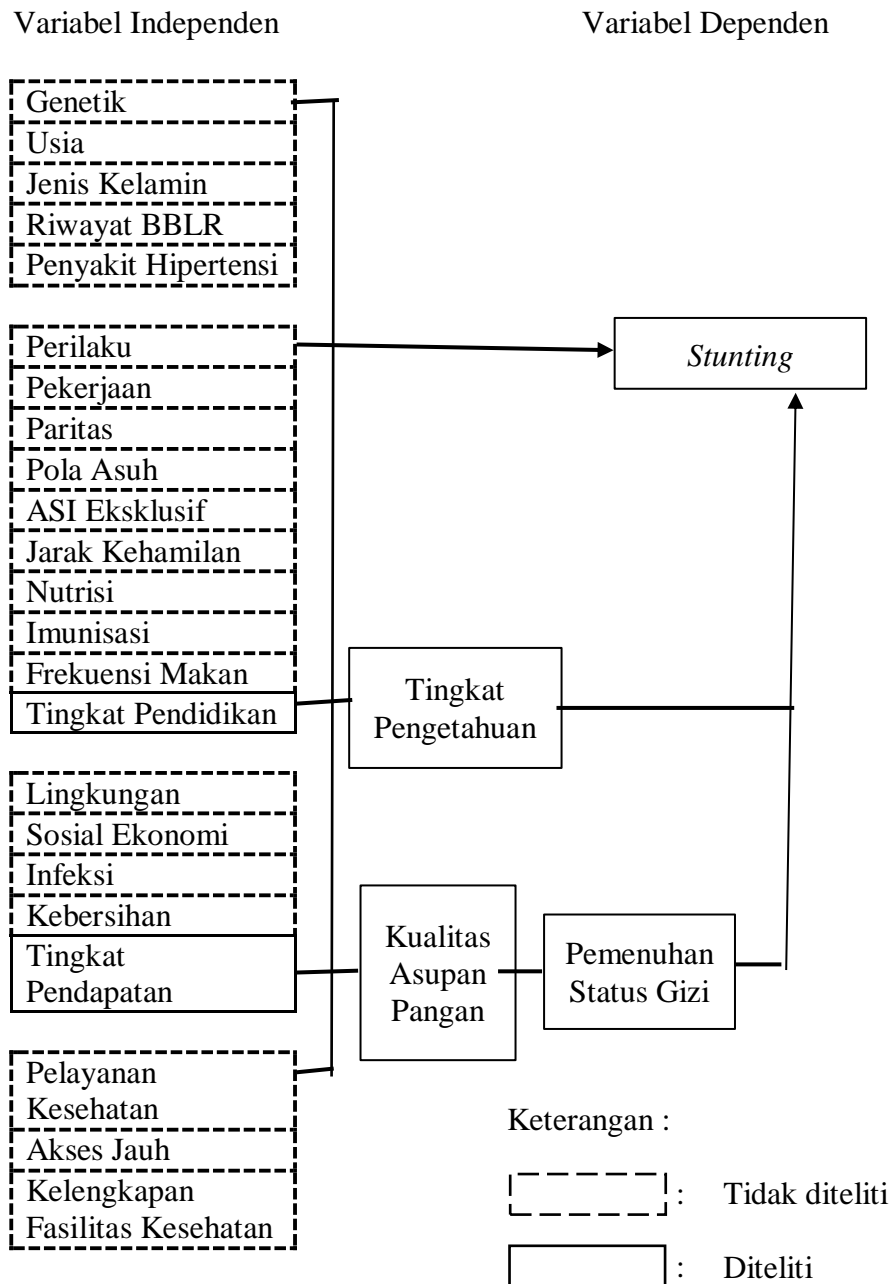 Variabel Independen
Variabel Dependen
Genetik
Usia
Jenis Kelamin
Riwayat BBLR
Penyakit Hipertensi
Perilaku
Pekerjaan
Paritas
Pola Asuh
ASI Eksklusif
Jarak Kehamilan
Nutrisi
Imunisasi
Frekuensi Makan
Tingkat Pendidikan
Stunting
Tingkat
Pengetahuan
Lingkungan
Sosial Ekonomi
Infeksi
Kebersihan
Tingkat
Pendapatan
Kualitas
Asupan
Pangan
Pemenuhan
Status Gizi
Pelayanan
Kesehatan
Akses Jauh
Kelengkapan
Fasilitas Kesehatan
Keterangan :
: Tidak diteliti
: Diteliti